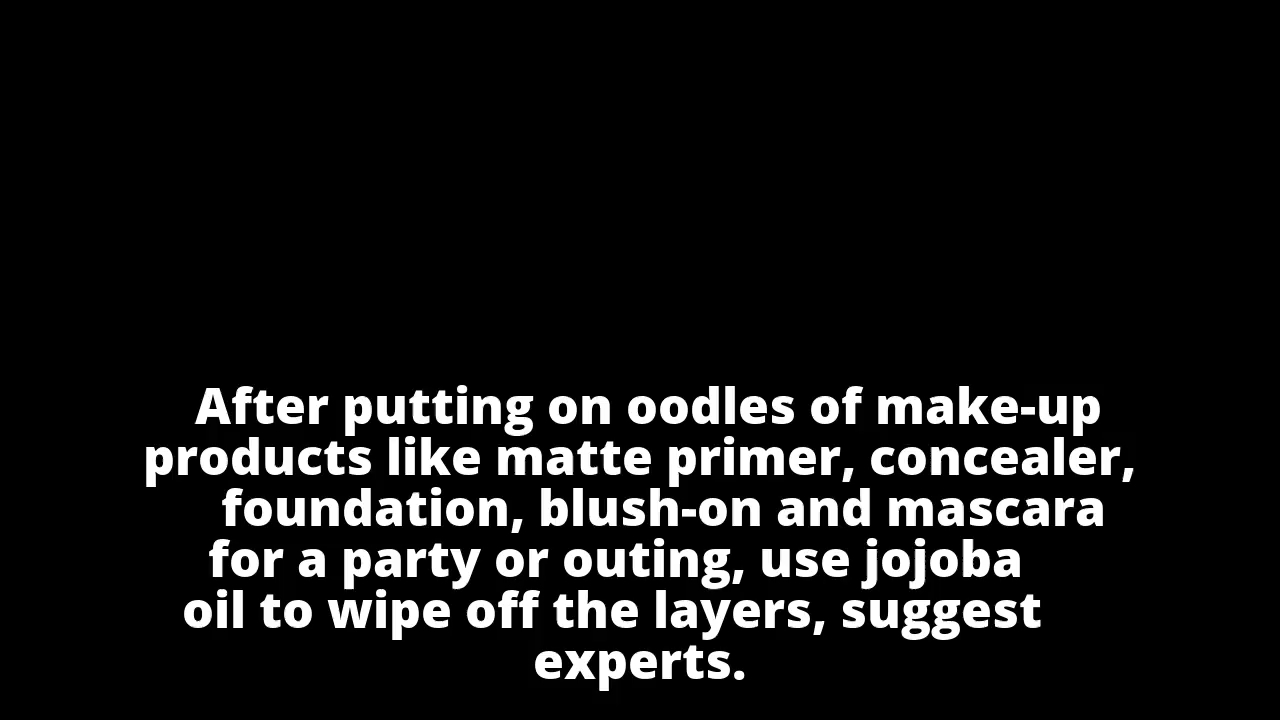 After putting on oodles of make-up
products like matte primer, concealer,
foundation, blush-on and mascara
for a party or outing, use jojoba
oil to wipe off the layers, suggest
experts.